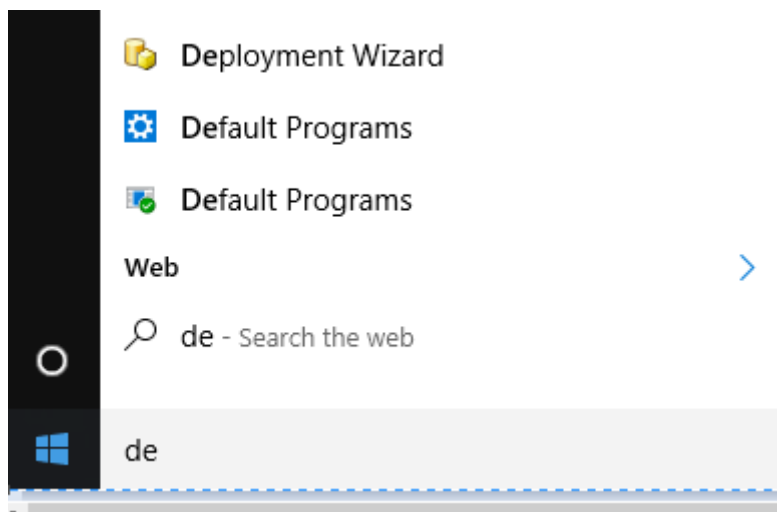 Deployment Wizard
Default Programs
Default Programs
Web
de - Search the web
de